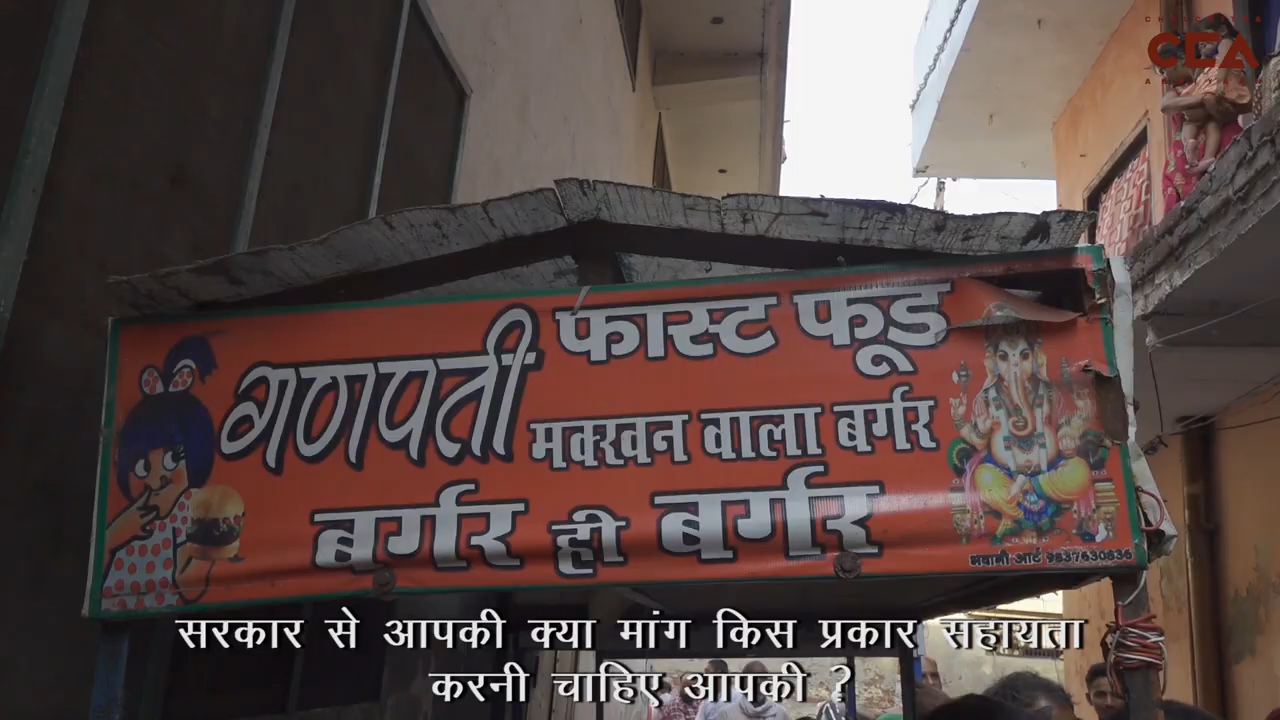 CEA
गणपती फास्ट फूड
मक्खन वाला बर्गर
बर्गर ही बर्गर
भवानी आर्ट 9837630836
सरकार से आपकी क्या मांग किस प्रकार सहायता
करनी चाहिए आपकी ?